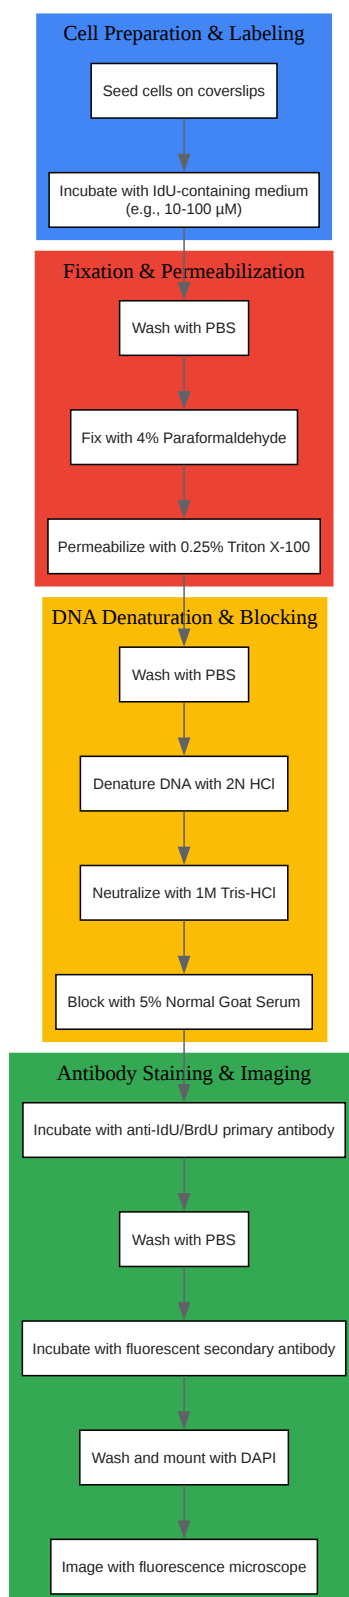 Cell Preparation & Labeling
Seed cells on coverslips
Incubate with IdU-containing medium
(e.g., 10-100 µM)
Fixation & Permeabilization
Wash with PBS
Fix with 4% Paraformaldehyde
Permeabilize with 0.25% Triton X-100
DNA Denaturation & Blocking
Wash with PBS
Denature DNA with 2N HCl
Neutralize with 1M Tris-HCl
Block with 5% Normal Goat Serum
Antibody Staining & Imaging
Incubate with anti-IdU/BrdU primary antibody
Wash with PBS
Incubate with fluorescent secondary antibody
Wash and mount with DAPI
Image with fluorescence microscope